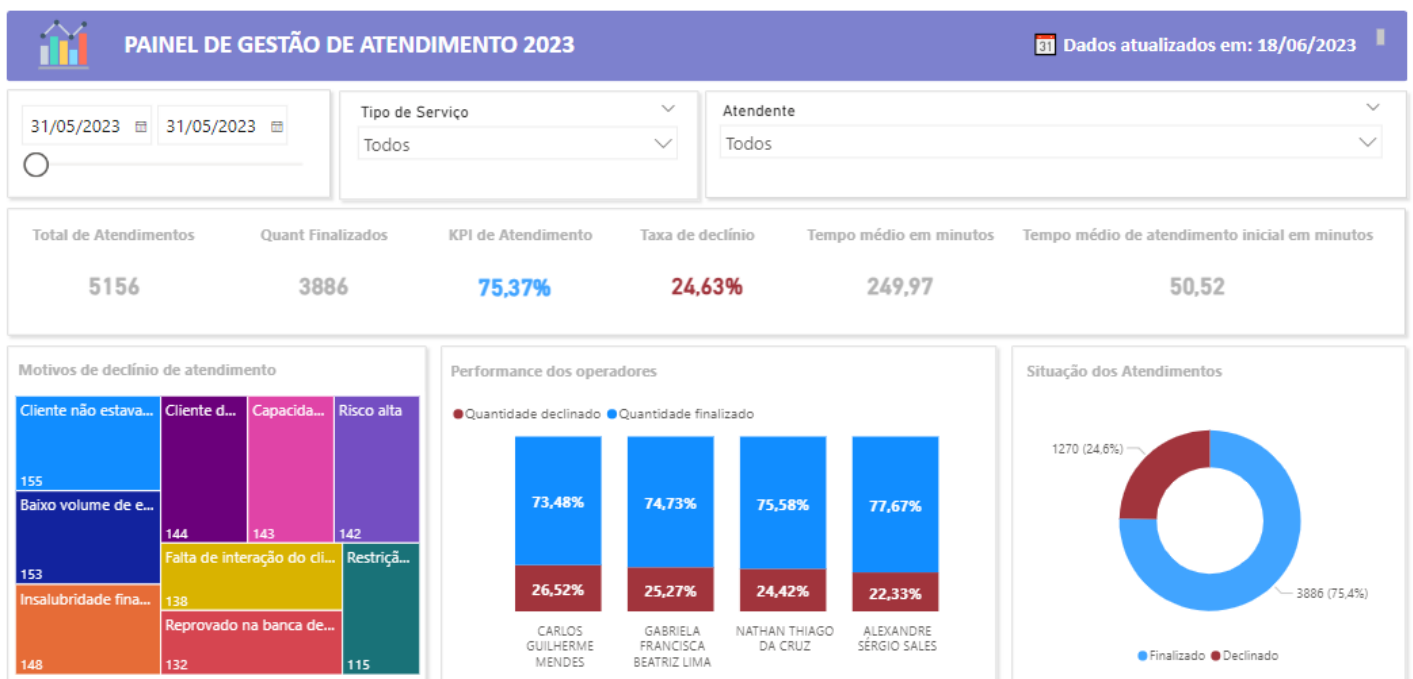 PAINEL DE GESTÃO DE ATENDIMENTO 2023
31 Dados atualizados em: 18/06/2023
31/05/2023
31/05/2023
Tipo de Serviço
Todos
Atendente
Todos
Total de Atendimentos
5156
Quant Finalizados
3886
KPI de Atendimento
75,37%
Taxa de declínio
24,63%
Tempo médio em minutos
249,97
Tempo médio de atendimento inicial em minutos
50,52
Motivos de declínio de atendimento
Cliente não estava...
155
Baixo volume de e...
153
Insalubridade fina...
148
Cliente d...
144
Capacida...
143
Risco alta
142
Falta de interação do cli...
138
Reprovado na banca de...
132
Restriçã...
115
Performance dos operadores
Quantidade declinado Quantidade finalizado
73,48%
26,52%
CARLOS
GUILHERME
MENDES
74,73%
25,27%
GABRIELA
FRANCISCA
BEATRIZ LIMA
75,58%
24,42%
NATHAN THIAGO
DA CRUZ
77,67%
22,33%
ALEXANDRE
SÉRGIO SALES
Situação dos Atendimentos
1270 (24,6%)
3886 (75,4%)
Finalizado Declinado